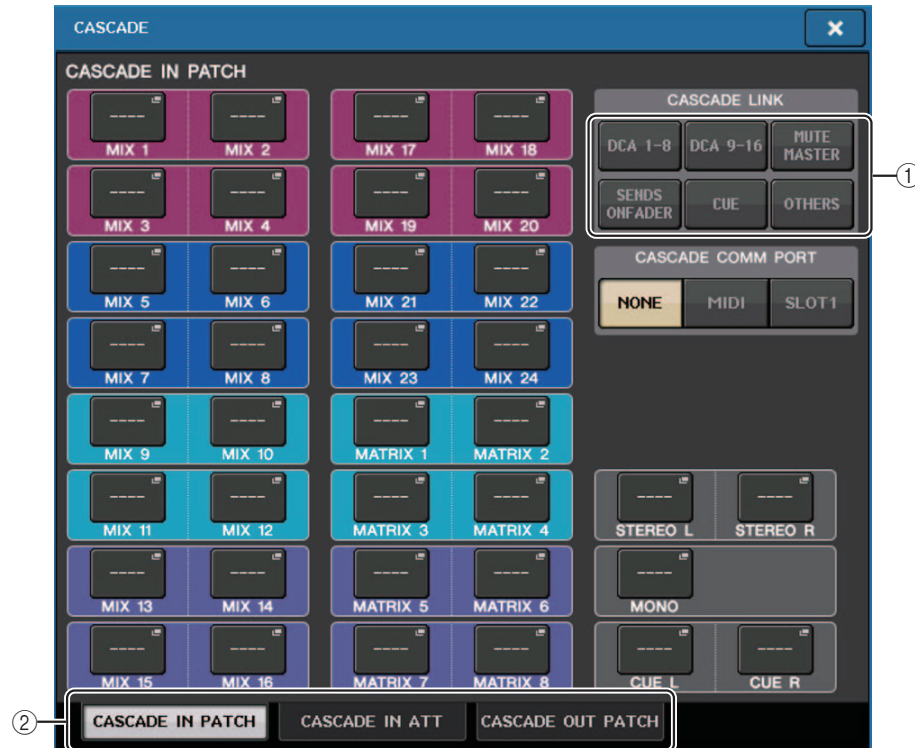 CASCADE
CASCADE IN PATCH
---- ---- ---- ----
MIX 1 MIX 2 MIX 17 MIX 18
---- ---- ---- ----
MIX 3 MIX 4 MIX 19 MIX 20
---- ---- ---- ----
MIX 5 MIX 6 MIX 21 MIX 22
---- ---- ---- ----
MIX 7 MIX 8 MIX 23 MIX 24
---- ---- ---- ----
MIX 9 MIX 10 MATRIX 1 MATRIX 2
---- ---- ---- ----
MIX 11 MIX 12 MATRIX 3 MATRIX 4
---- ---- ---- ----
MIX 13 MIX 14 MATRIX 5 MATRIX 6
---- ---- ---- ----
MIX 15 MIX 16 MATRIX 7 MATRIX 8
CASCADE LINK
DCA 1-8 DCA 9-16 MUTE
MASTER
SENDS
ONFADER CUE OTHERS
①
CASCADE COMM PORT
NONE MIDI SLOT1
---- ----
STEREO L STEREO R
----
MONO
---- ----
CUE L CUE R
②
CASCADE IN PATCH CASCADE IN ATT CASCADE OUT PATCH